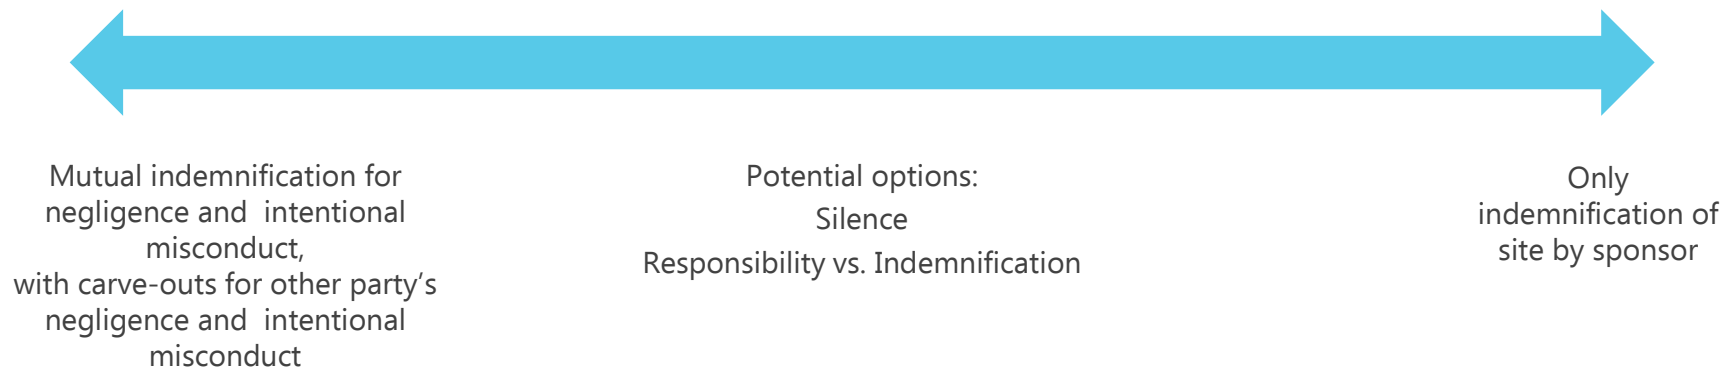 Mutual indemnification for
negligence and intentional
misconduct,
with carve-outs for other party's
negligence and intentional
misconduct
Potential options:
Silence
Responsibility vs. Indemnification
Only
indemnification of
site by sponsor